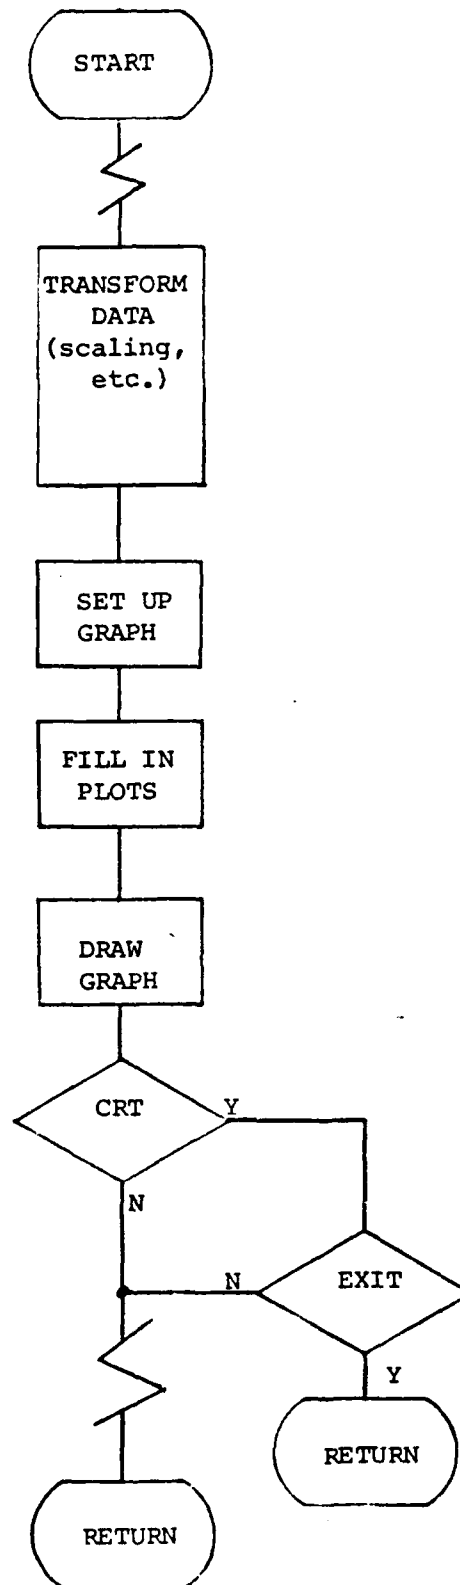 START
TRANSFORM
DATA
(scaling,
etc.)
SET UP
GRAPH
FILL IN
PLOTS
DRAW
GRAPH
CRT
Y
N
N
EXIT
Y
RETURN
RETURN